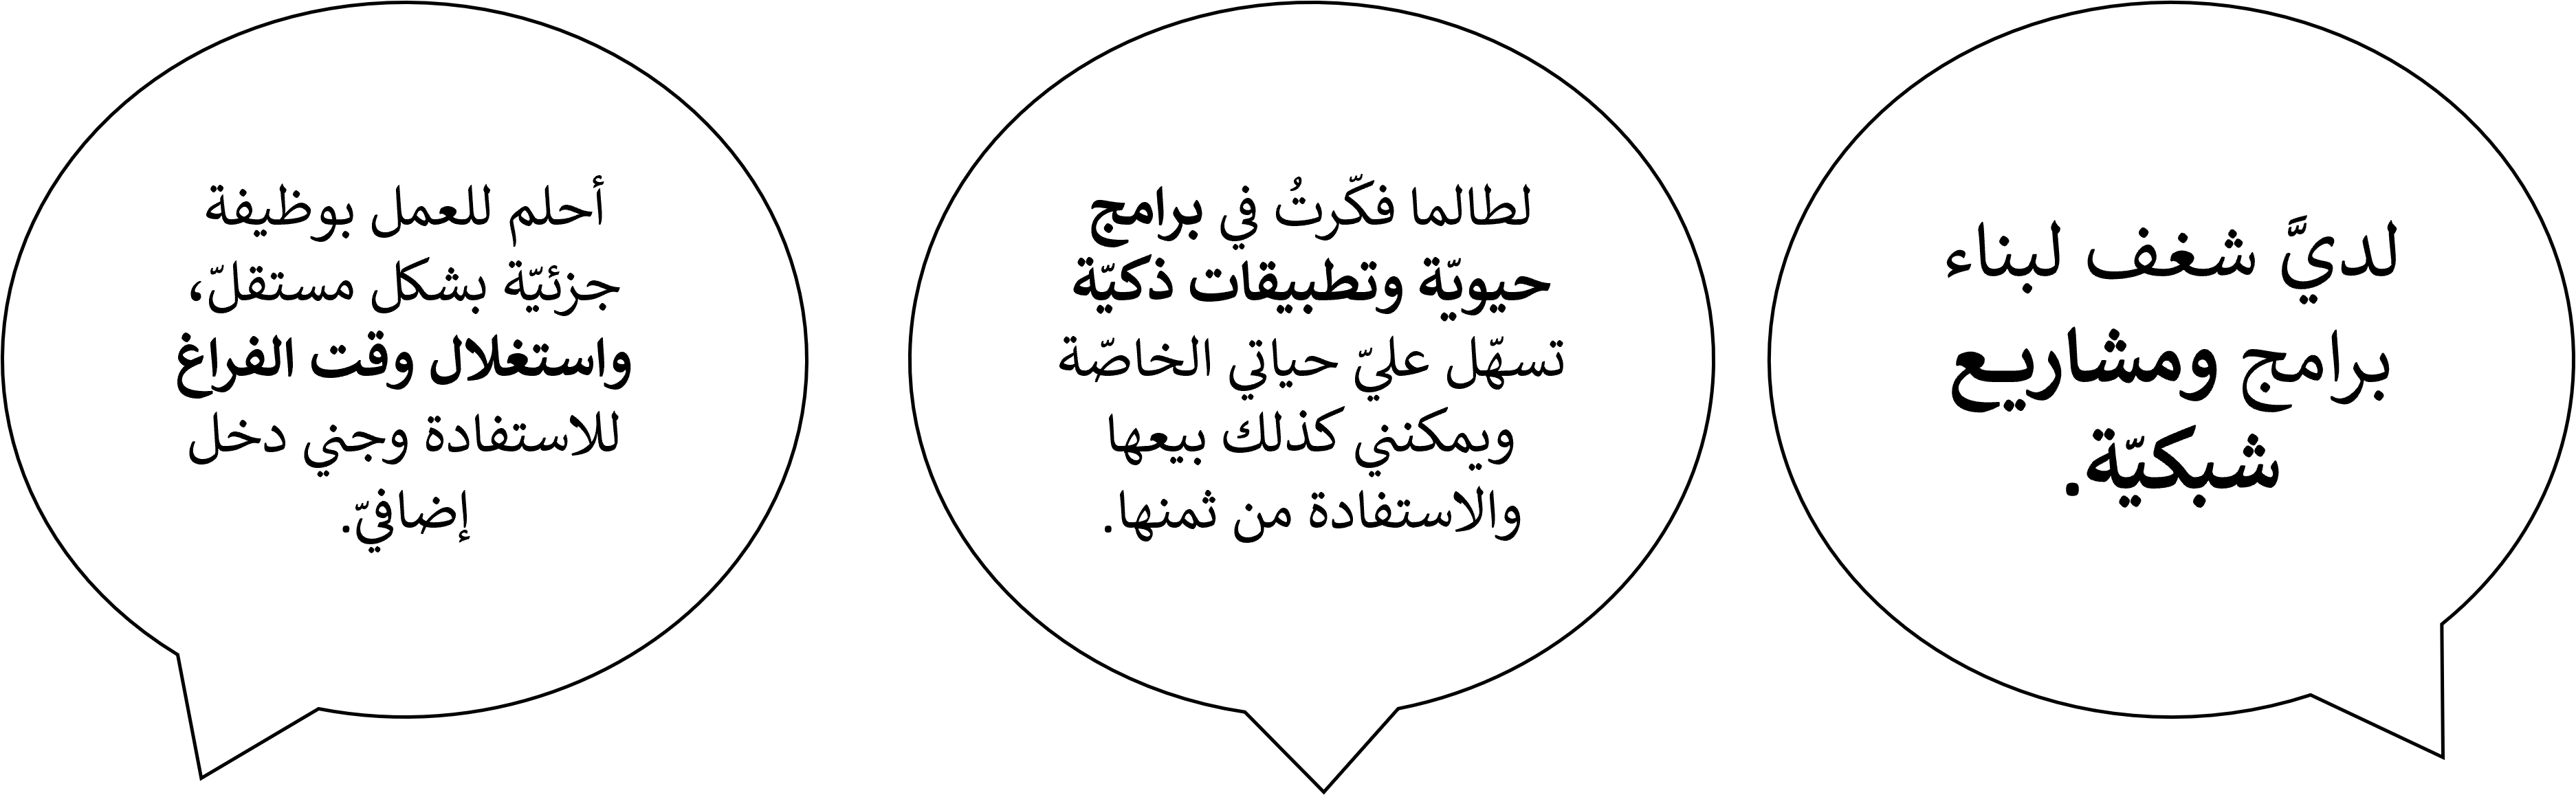 لديَّ شغف لبناء
برامج ومشاريع
شبكيّة.
لطالما فكّرتُ في برامج
حيويّة وتطبيقات ذكيّة
تسهّل عليّ حياتي الخاصّة
ويمكنني كذلك بيعها
والاستفادة من ثمنها.
أحلم للعمل بوظيفة
جزئيّة بشكل مستقلّ،
واستغلال وقت الفراغ
للاستفادة وجني دخل
إضافيّ.